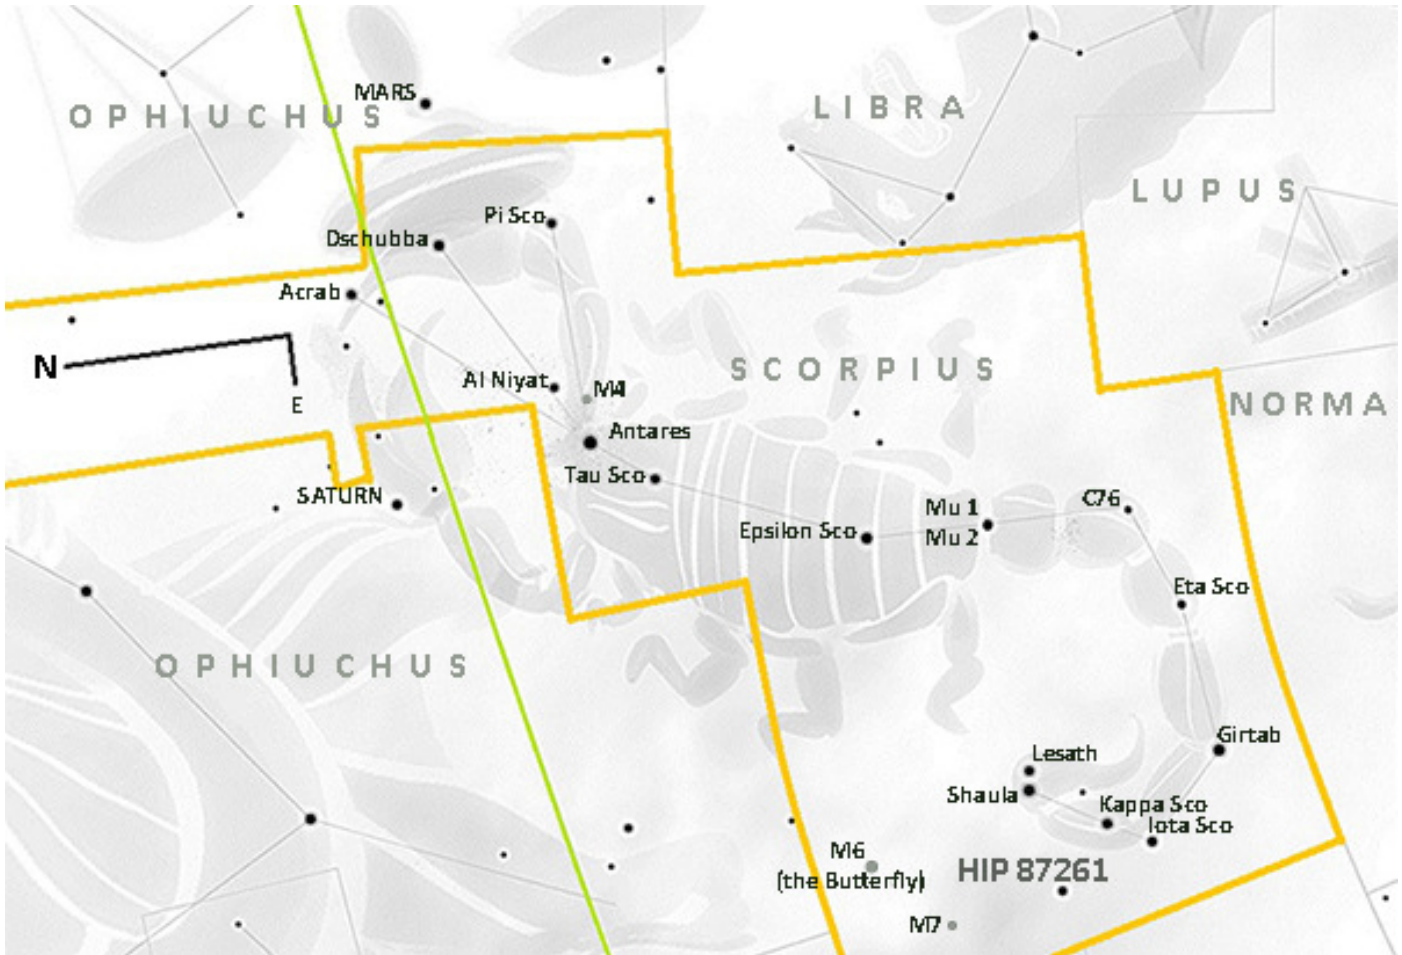 MARS
OPHIUCHUS
LIBRA
LUPUS
Pi Sco
Dschubba
Acrab
N
E
SCORPIUS
Al Niyat
M4
NORMA
Antares
Tau Sco
SATURN
Mu 1
C76
Epsilon Sco
Mu 2
Eta Sco
OPHIUCHUS
Girtab
Lesath
Shaula
Kappa Sco
Iota Sco
M6
(the Butterfly)
HIP 87261
M7